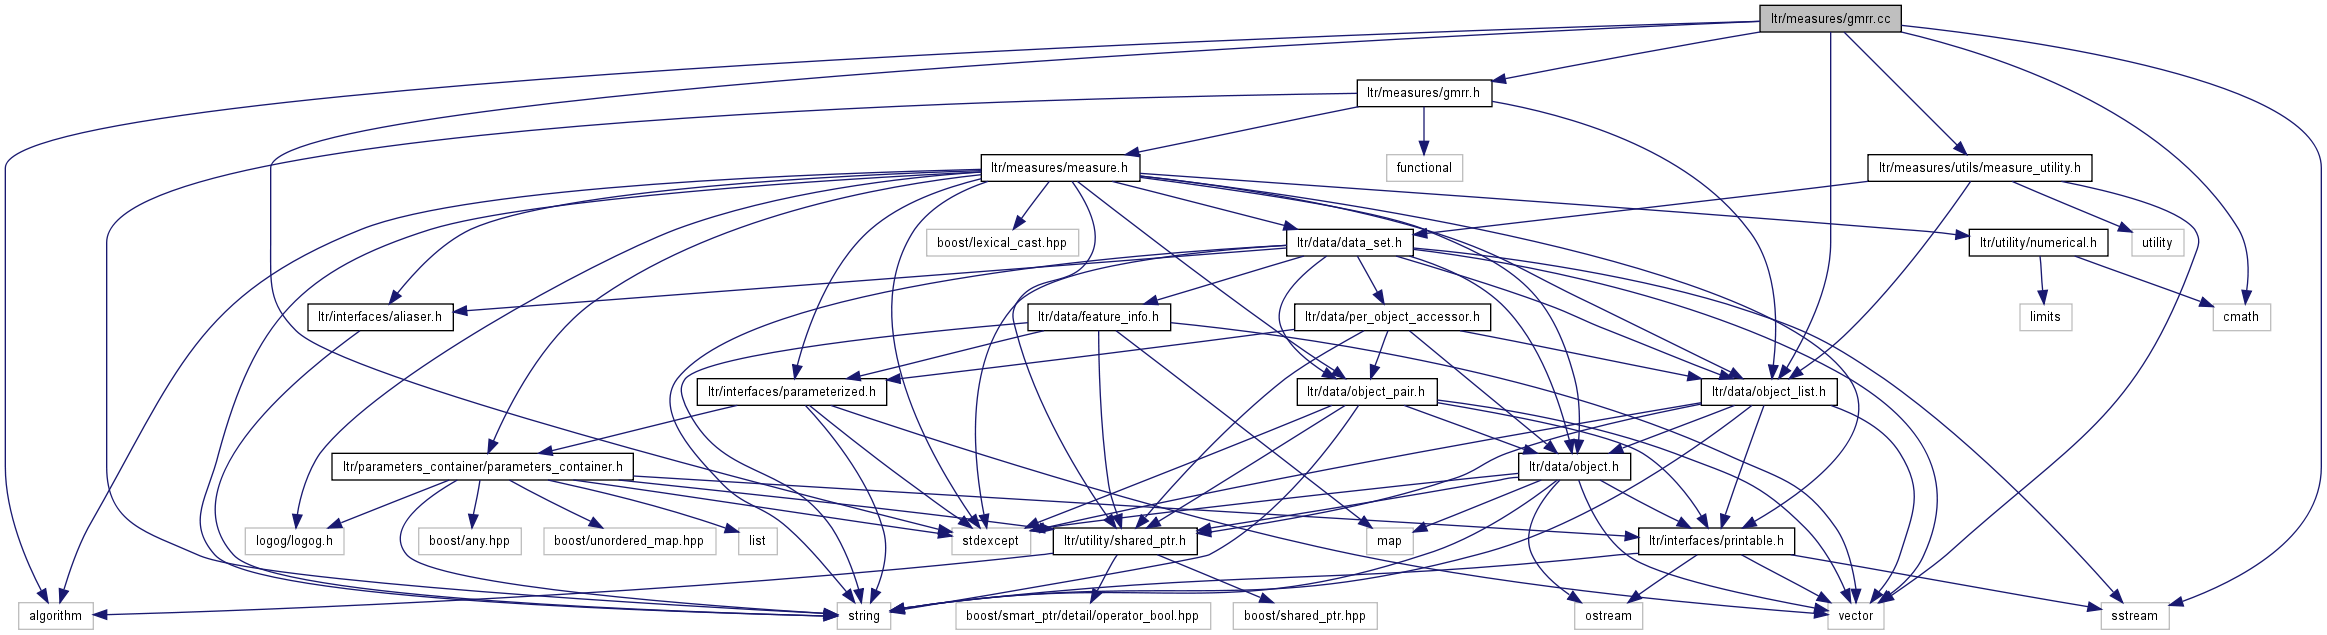 ltr/measures/gmrr.cc
ltr/measures/gmrr.h
ltr/measures/measure.h
functional
ltr/measures/utils/measure_utility.h
boost/lexical_cast.hpp
ltr/data/data_set.h
ltr/utility/numerical.h
utility
ltr/interfaces/aliaser.h
ltr/data/feature_info.h
ltr/data/per_object_accessor.h
limits
cmath
ltr/interfaces/parameterized.h
ltr/data/object_pair.h
ltr/data/object_list.h
ltr/parameters_container/parameters_container.h
ltr/data/object.h
logog/logog.h
boost/any.hpp
boost/unordered_map.hpp
list
stdexcept
ltr/utility/shared_ptr.h
map
ltr/interfaces/printable.h
algorithm
string
boost/smart_ptr/detail/operator_bool.hpp
boost/shared_ptr.hpp
ostream
vector
sstream